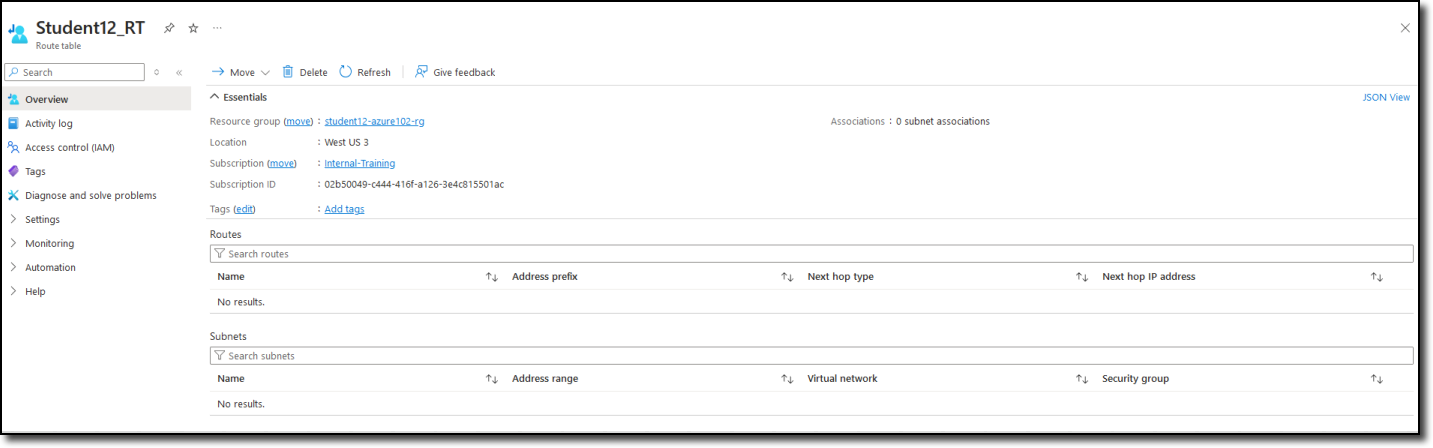 Student12_RT ...
Route table
Search
Move Delete Refresh Give feedback
Overview
Activity log
Access control (IAM)
Tags
Diagnose and solve problems
Settings
Monitoring
Automation
Help
Essentials JSON View
Resource group (move) : student12-azure102-rg Associations : 0 subnet associations
Location : West US 3
Subscription (move) : Internal-Training
Subscription ID : 02b50049-c444-416f-a126-3e4c815501ac
Tags (edit) : Add tags
Routes
Search routes
Name Address prefix Next hop type Next hop IP address
No results.
Subnets
Search subnets
Name Address range Virtual network Security group
No results.